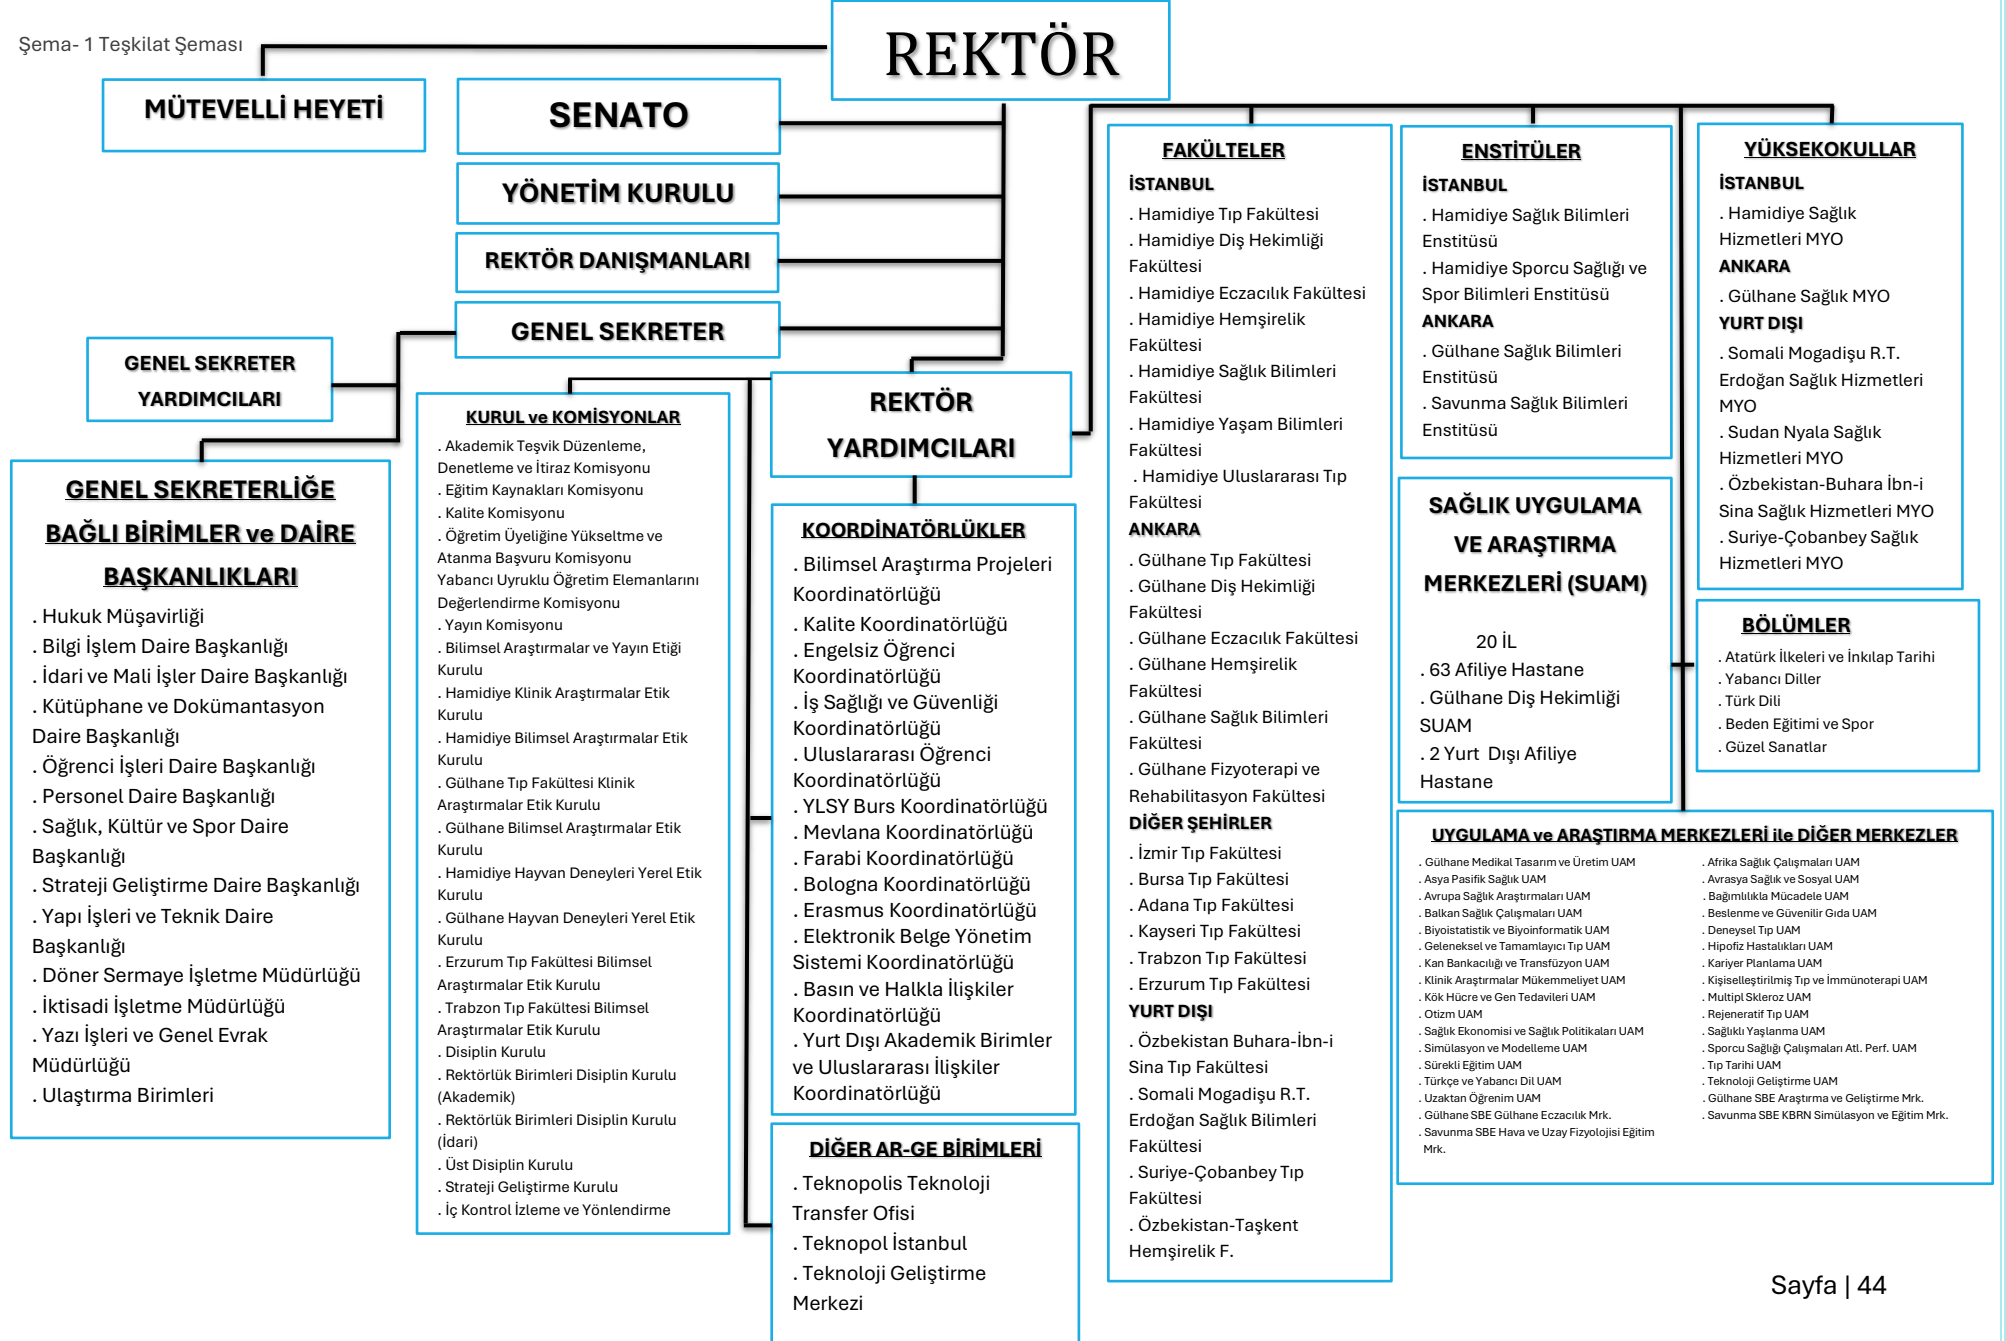 Şema- 1 Teşkilat Şeması
REKTÖR
MÜTEVELLİ HEYETİ
SENATO
YÖNETİM KURULU
REKTÖR DANIŞMANLARI
GENEL SEKRETER
GENEL SEKRETER
YARDIMCILARI
GENEL SEKRETERLİĞE
BAĞLI BİRİMLER ve DAİRE
BAŞKANLIKLARI
. Hukuk Müşavirliği
. Bilgi İşlem Daire Başkanlığı
. İdari ve Mali İşler Daire Başkanlığı
. Kütüphane ve Dokümantasyon
Daire Başkanlığı
. Öğrenci İşleri Daire Başkanlığı
. Personel Daire Başkanlığı
. Sağlık, Kültür ve Spor Daire
Başkanlığı
. Strateji Geliştirme Daire Başkanlığı
. Yapı İşleri ve Teknik Daire
Başkanlığı
. Döner Sermaye İşletme Müdürlüğü
. İktisadi İşletme Müdürlüğü
. Yazı İşleri ve Genel Evrak
Müdürlüğü
. Ulaştırma Birimleri
KURUL ve KOMİSYONLAR
. Akademik Teşvik Düzenleme,
Denetleme ve İtiraz Komisyonu
. Eğitim Kaynakları Komisyonu
. Kalite Komisyonu
. Öğretim Üyeliğine Yükseltme ve
Atanma Başvuru Komisyonu
Yabancı Uyruklu Öğretim Elemanlarını
Değerlendirme Komisyonu
. Yayın Komisyonu
. Bilimsel Araştırmalar ve Yayın Etiği
Kurulu
. Hamidiye Klinik Araştırmalar Etik
Kurulu
. Hamidiye Bilimsel Araştırmalar Etik
Kurulu
. Gülhane Tıp Fakültesi Klinik
Araştırmalar Etik Kurulu
. Gülhane Bilimsel Araştırmalar Etik
Kurulu
. Hamidiye Hayvan Deneyleri Yerel Etik
Kurulu
. Gülhane Hayvan Deneyleri Yerel Etik
Kurulu
. Erzurum Tıp Fakültesi Bilimsel
Araştırmalar Etik Kurulu
. Trabzon Tıp Fakültesi Bilimsel
Araştırmalar Etik Kurulu
. Disiplin Kurulu
. Rektörlük Birimleri Disiplin Kurulu
(Akademik)
. Rektörlük Birimleri Disiplin Kurulu
(İdari)
. Üst Disiplin Kurulu
. Strateji Geliştirme Kurulu
. İç Kontrol İzleme ve Yönlendirme
REKTÖR
YARDIMCILARI
KOORDİNATÖRLÜKLER
. Bilimsel Araştırma Projeleri
Koordinatörlüğü
. Kalite Koordinatörlüğü
. Engelsiz Öğrenci
Koordinatörlüğü
. İş Sağlığı ve Güvenliği
Koordinatörlüğü
. Uluslararası Öğrenci
Koordinatörlüğü
. YLSY Burs Koordinatörlüğü
. Mevlana Koordinatörlüğü
. Farabi Koordinatörlüğü
. Bologna Koordinatörlüğü
. Erasmus Koordinatörlüğü
. Elektronik Belge Yönetim
Sistemi Koordinatörlüğü
. Basın ve Halkla İlişkiler
Koordinatörlüğü
. Yurt Dışı Akademik Birimler
ve Uluslararası İlişkiler
Koordinatörlüğü
DİĞER AR-GE BİRİMLERİ
. Teknopolis Teknoloji
Transfer Ofisi
. Teknopol İstanbul
. Teknoloji Geliştirme
Merkezi
FAKÜLTELER
İSTANBUL
. Hamidiye Tıp Fakültesi
. Hamidiye Diş Hekimliği
Fakültesi
. Hamidiye Eczacılık Fakültesi
. Hamidiye Hemşirelik
Fakültesi
. Hamidiye Sağlık Bilimleri
Fakültesi
. Hamidiye Yaşam Bilimleri
Fakültesi
. Hamidiye Uluslararası Tıp
Fakültesi
ANKARA
. Gülhane Tıp Fakültesi
. Gülhane Diş Hekimliği
Fakültesi
. Gülhane Eczacılık Fakültesi
. Gülhane Hemşirelik
Fakültesi
. Gülhane Sağlık Bilimleri
Fakültesi
. Gülhane Fizyoterapi ve
Rehabilitasyon Fakültesi
DİĞER ŞEHİRLER
. İzmir Tıp Fakültesi
. Bursa Tıp Fakültesi
. Adana Tıp Fakültesi
. Kayseri Tıp Fakültesi
. Trabzon Tıp Fakültesi
. Erzurum Tıp Fakültesi
YURT DIŞI
. Özbekistan Buhara-İbn-i
Sina Tıp Fakültesi
. Somali Mogadişu R.T.
Erdoğan Sağlık Bilimleri
Fakültesi
. Suriye-Çobanbey Tıp
Fakültesi
. Özbekistan-Taşkent
Hemşirelik F.
ENSTİTÜLER
İSTANBUL
. Hamidiye Sağlık Bilimleri
Enstitüsü
. Hamidiye Sporcu Sağlığı ve
Spor Bilimleri Enstitüsü
ANKARA
. Gülhane Sağlık Bilimleri
Enstitüsü
. Savunma Sağlık Bilimleri
Enstitüsü
SAĞLIK UYGULAMA
VE ARAŞTIRMA
MERKEZLERİ (SUAM)
20 İL
. 63 Afiliye Hastane
. Gülhane Diş Hekimliği
SUAM
. 2 Yurt Dışı Afiliye
Hastane
YÜKSEKOKULLAR
İSTANBUL
. Hamidiye Sağlık
Hizmetleri MYO
ANKARA
. Gülhane Sağlık MYO
YURT DIŞI
. Somali Mogadişu R.T.
Erdoğan Sağlık Hizmetleri
MYO
. Sudan Nyala Sağlık
Hizmetleri MYO
. Özbekistan-Buhara İbn-i
Sina Sağlık Hizmetleri MYO
. Suriye-Çobanbey Sağlık
Hizmetleri MYO
BÖLÜMLER
. Atatürk İlkeleri ve İnkılap Tarihi
. Yabancı Diller
. Türk Dili
. Beden Eğitimi ve Spor
. Güzel Sanatlar
UYGULAMA ve ARAŞTIRMA MERKEZLERİ ile DİĞER MERKEZLER
. Gülhane Medikal Tasarım ve Üretim UAM
. Asya Pasifik Sağlık UAM
. Avrupa Sağlık Araştırmaları UAM
. Balkan Sağlık Çalışmaları UAM
. Biyoistatistik ve Biyoinformatik UAM
. Geleneksel ve Tamamlayıcı Tıp UAM
. Kan Bankacılığı ve Transfüzyon UAM
. Klinik Araştırmalar Mükemmeliyet UAM
. Kök Hücre ve Gen Tedavileri UAM
. Otizm UAM
. Sağlık Ekonomisi ve Sağlık Politikaları UAM
. Simülasyon ve Modelleme UAM
. Sürekli Eğitim UAM
. Türkçe ve Yabancı Dil UAM
. Uzaktan Öğrenim UAM
. Gülhane SBE Gülhane Eczacılık Mrk.
. Savunma SBE Hava ve Uzay Fizyolojisi Eğitim
Mrk.
. Afrika Sağlık Çalışmaları UAM
. Avrasya Sağlık ve Sosyal UAM
. Bağımlılıkla Mücadele UAM
. Beslenme ve Güvenilir Gıda UAM
. Deneysel Tıp UAM
. Hipofiz Hastalıkları UAM
. Kariyer Planlama UAM
. Kişiselleştirilmiş Tıp ve İmmünoterapi UAM
. Multipl Skleroz UAM
. Rejeneratif Tıp UAM
. Sağlıklı Yaşlanma UAM
. Sporcu Sağlığı Çalışmaları Atl. Perf. UAM
. Tıp Tarihi UAM
. Teknoloji Geliştirme UAM
. Gülhane SBE Araştırma ve Geliştirme Mrk.
. Savunma SBE KBRN Simülasyon ve Eğitim Mrk.
Sayfa | 44